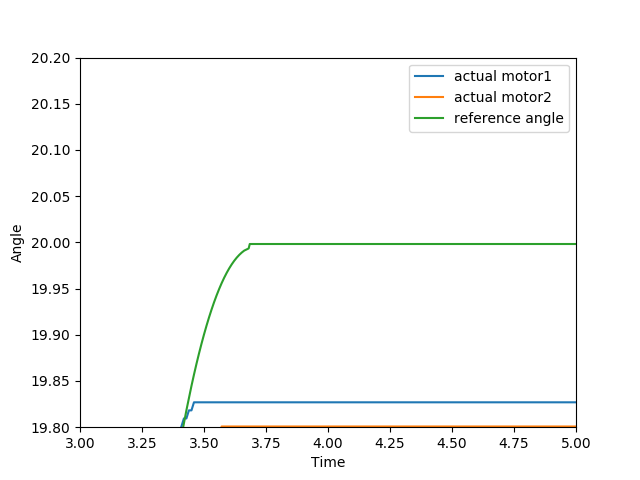 20.20
20.15
20.10
20.05
20.00
19.95
19.90
19.85
19.80
Angle
actual motor1
actual motor2
reference angle
3.00 3.25 3.50 3.75 4.00 4.25 4.50 4.75 5.00
Time